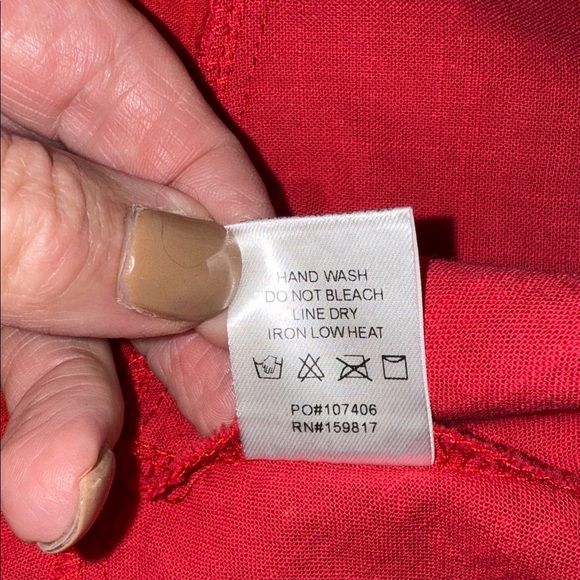 HAND WASH
DO NOT BLEACH
LINE DRY
IRON LOW HEAT
PO#107406
RN#159817